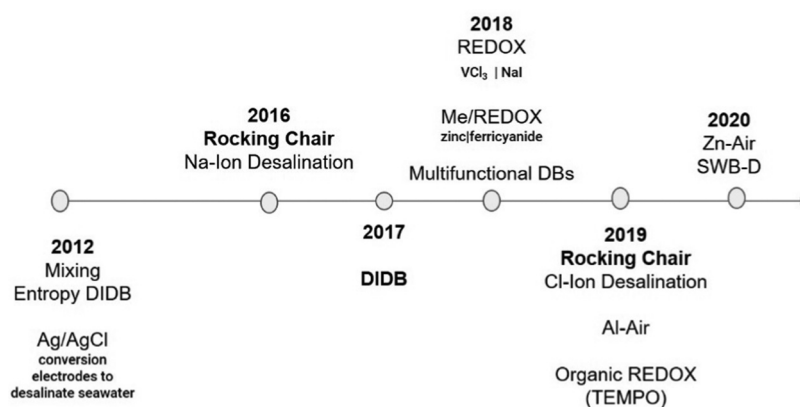 2012
Mixing
Entropy DIDB
Ag/AgCl
conversion
electrodes to
desalinate seawater
2016
Rocking Chair
Na-Ion Desalination
2017
DIDB
2018
REDOX
VCl₃ | NaI
Me/REDOX
zinc|ferricyanide
Multifunctional DBs
2019
Rocking Chair
Cl-Ion Desalination
Al-Air
Organic REDOX
(TEMPO)
2020
Zn-Air
SWB-D